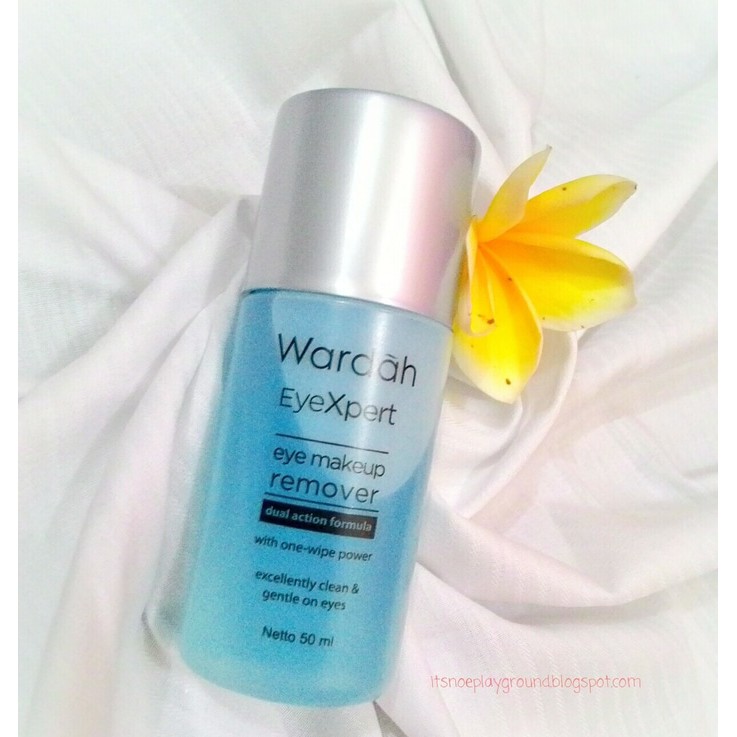 Wardāh
EyeXpert
eye makeup
remover
dual action formula
with one-wipe power
excellently clean &
gentle on eyes
Netto 50 ml
itsnoeplayground.blogspot.com